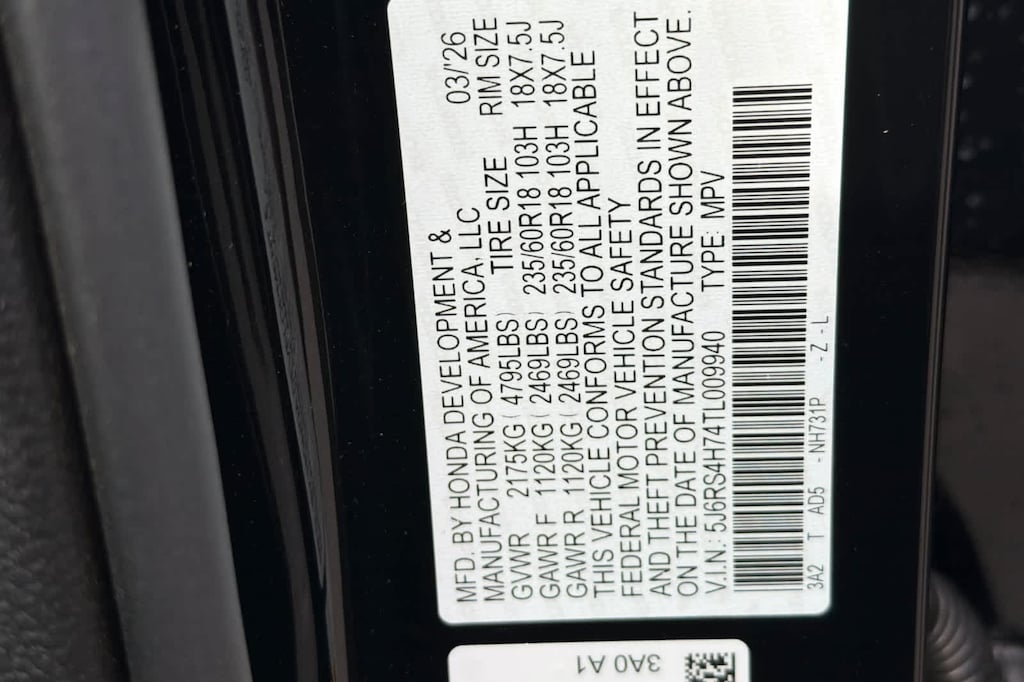 MFD. BY HONDA DEVELOPMENT &
MANUFACTURING OF AMERICA, LLC 03/'26
GVWR 2175KG( 4795LBS) TIRE SIZE RIM SIZE
GAWR F 1120KG( 2469LBS) 235/60R18 103H 18X7.5J
GAWR R 1120KG( 2469LBS) 235/60R18 103H 18X7.5J
THIS VEHICLE CONFORMS TO ALL APPLICABLE
FEDERAL MOTOR VEHICLE SAFETY
AND THEFT PREVENTION STANDARDS IN EFFECT
ON THE DATE OF MANUFACTURE SHOWN ABOVE.
V.I.N.: 5J6RS4H74TL009940 TYPE: MPV
3A2 T AD5 - NH731P - Z - L
3A0 A1